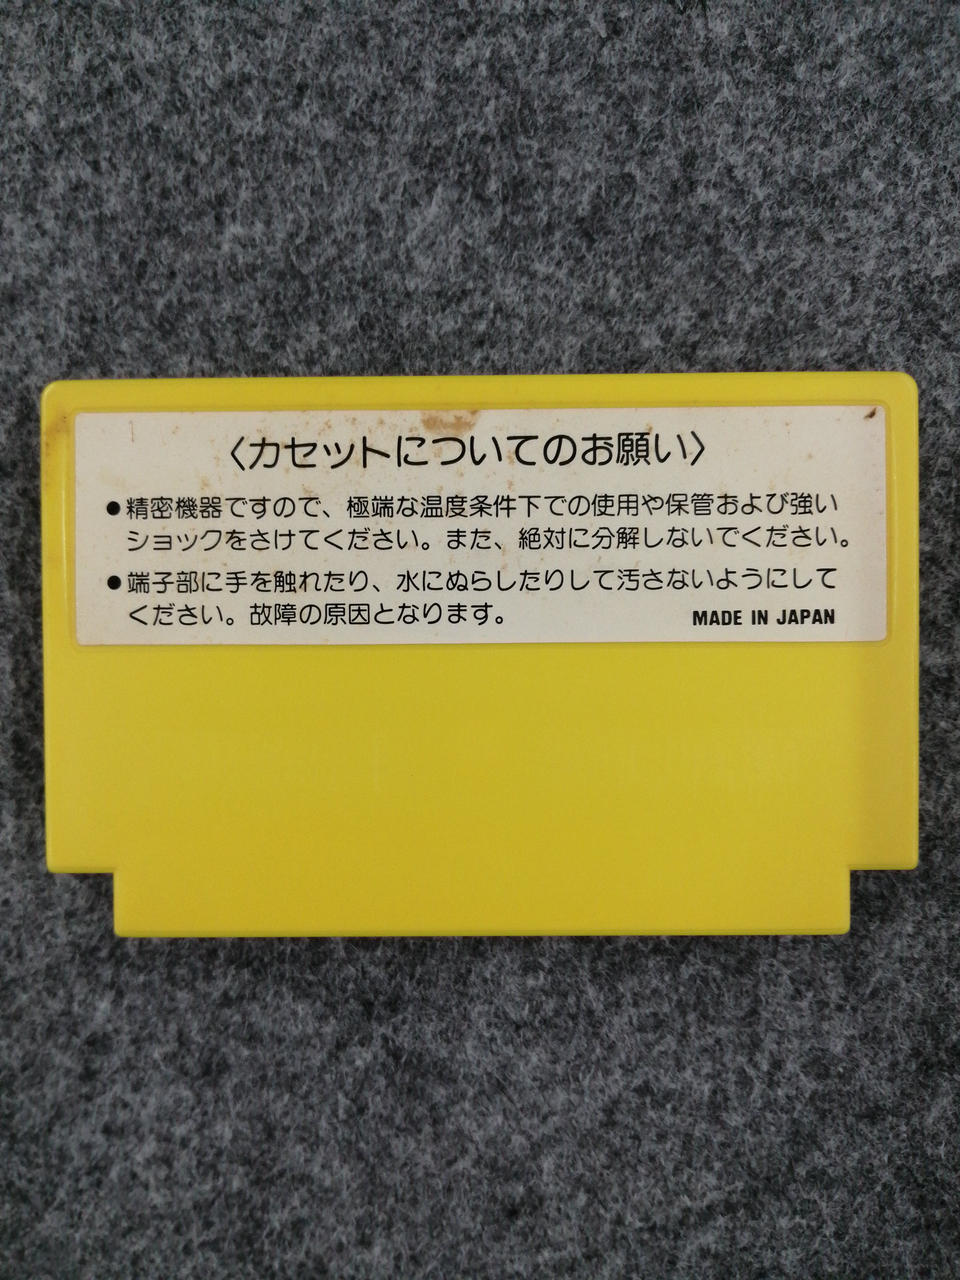 〈カセットについてのお願い〉
●精密機器ですので、極端な温度条件下での使用や保管および強い
ショックをさけてください。また、絶対に分解しないでください。
●端子部に手を触れたり、水にぬらしたりして汚さないようにして
ください。故障の原因となります。 MADE IN JAPAN